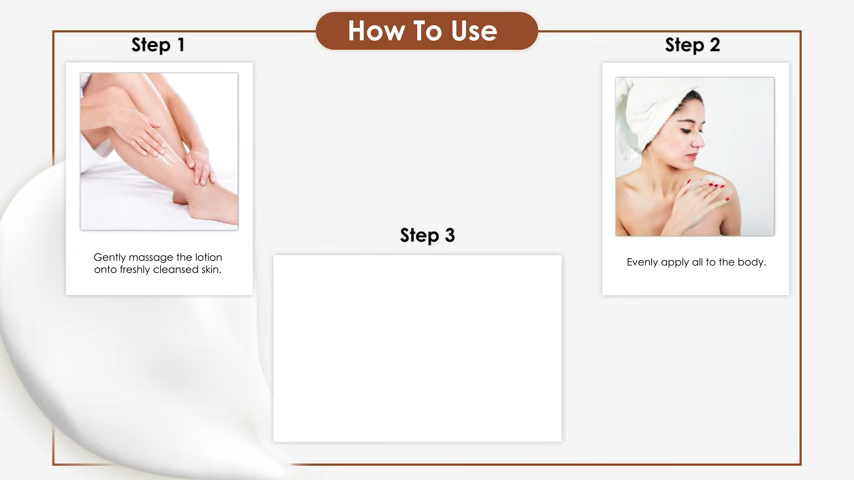 How To Use
Step 1
Gently massage the lotion
onto freshly cleansed skin.
Step 2
Evenly apply all to the body.
Step 3